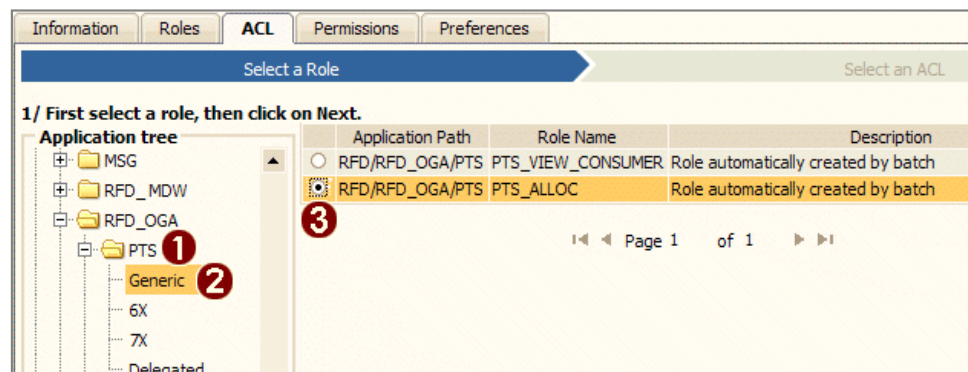 Information Roles ACL Permissions Preferences
Select a Role Select an ACL
1/ First select a role, then click on Next.
Application tree
MSG
RFD_MDW
RFD_OGA
PTS 1
Generic 2
6X
7X
Delegated
Application Path Role Name Description
RFD/RFD_OGA/PTS PTS_VIEW_CONSUMER Role automatically created by batch
RFD/RFD_OGA/PTS PTS_ALLOC Role automatically created by batch
3
Page 1 of 1